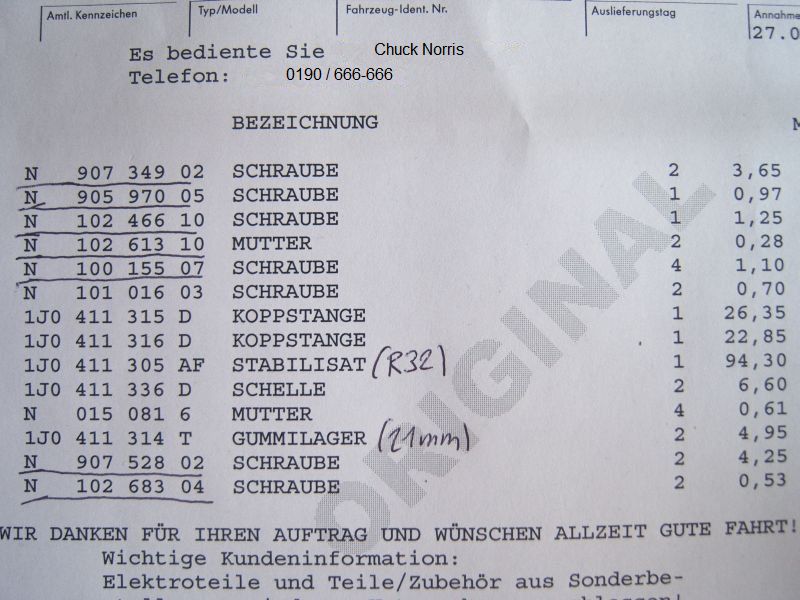 Amtl. Kennzeichen Typ/Modell Fahrzeug-Ident. Nr. Auslieferungstag Annahme
27.0
Es bediente Sie Chuck Norris
Telefon: 0190 / 666-666
BEZEICHNUNG M
N 907 349 02 SCHRAUBE 2 3,65
N 905 970 05 SCHRAUBE 1 0,97
N 102 466 10 SCHRAUBE 1 1,25
N 102 613 10 MUTTER 2 0,28
N 100 155 07 SCHRAUBE 4 1,10
N 101 016 03 SCHRAUBE 2 0,70
1J0 411 315 D KOPPSTANGE 1 26,35
1J0 411 316 D KOPPSTANGE 1 22,85
1J0 411 305 AF STABILISAT (R32) 1 94,30
1J0 411 336 D SCHELLE 2 6,60
N 015 081 6 MUTTER 4 0,61
1J0 411 314 T GUMMILAGER (21mm) 2 4,95
N 907 528 02 SCHRAUBE 2 4,25
N 102 683 04 SCHRAUBE 2 0,53
ORIGINAL
WIR DANKEN FÜR IHREN AUFTRAG UND WÜNSCHEN ALLZEIT GUTE FAHRT!
Wichtige Kundeninformation:
Elektroteile und Teile/Zubehör aus Sonderbe-